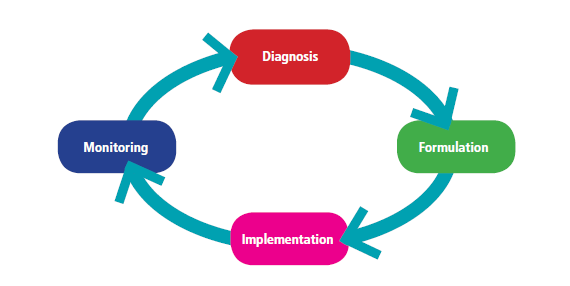 Diagnosis
Formulation
Implementation
Monitoring